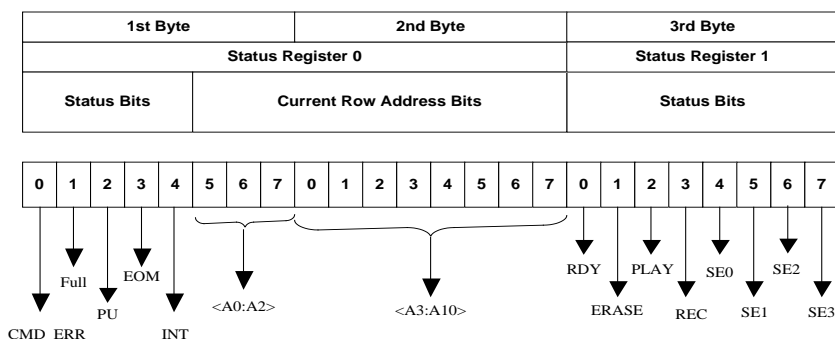 1st Byte 2nd Byte 3rd Byte
Status Register 0 Status Register 1
Status Bits Current Row Address Bits Status Bits
0 1 2 3 4 5 6 7 0 1 2 3 4 5 6 7 0 1 2 3 4 5 6 7
Full EOM RDY PLAY SE0 SE2
PU <A0:A2> <A3:A10> ERASE REC SE1 SE3
CMD_ERR INT